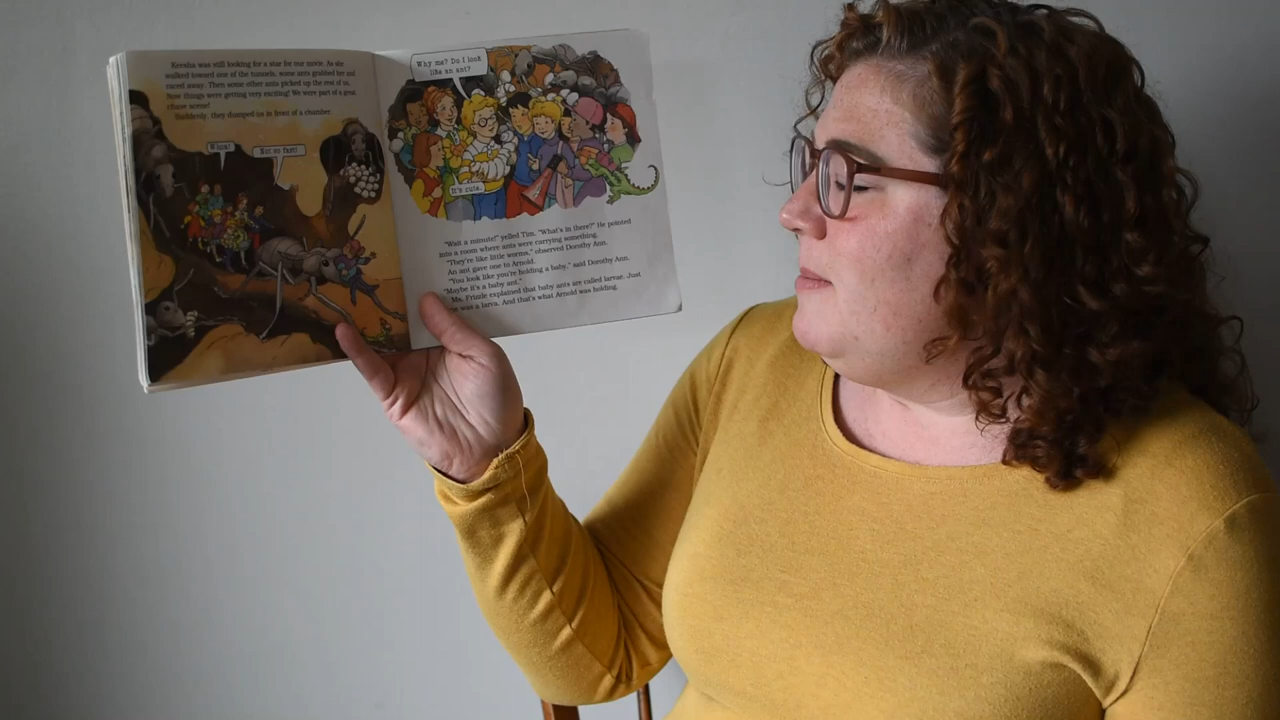 Keesha was still looking for a star for our movie. As she
walked toward one of the tunnels, some ants grabbed her and
raced away. Then some other ants picked up the rest of us.
Now things were getting very exciting! We were part of a great
chase scene!
Suddenly, they dumped us in front of a chamber.
Whoa!
Not so fast!
Why me? Do I look
like an ant?
It's cute.
"Wait a minute!" yelled Tim. "What's in there?" He pointed
into a room where ants were carrying something.
"They're like little worms," observed Dorothy Ann.
An ant gave one to Arnold.
"You look like you're holding a baby," said Dorothy Ann.
"Maybe it's a baby ant."
Ms. Frizzle explained that baby ants are called larvae. Just
was a larva. And that's what Arnold was holding.